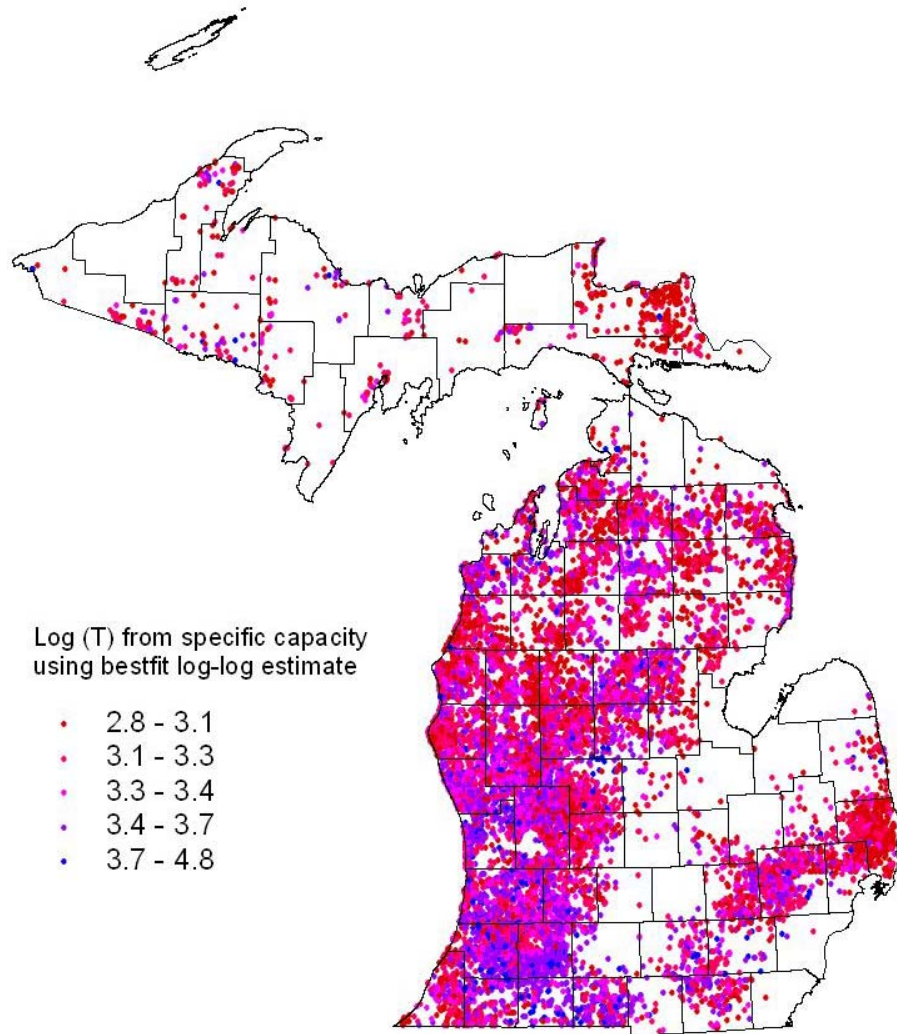 Log (T) from specific capacity
using bestfit log-log estimate
2.8 - 3.1
3.1 - 3.3
3.3 - 3.4
3.4 - 3.7
3.7 - 4.8